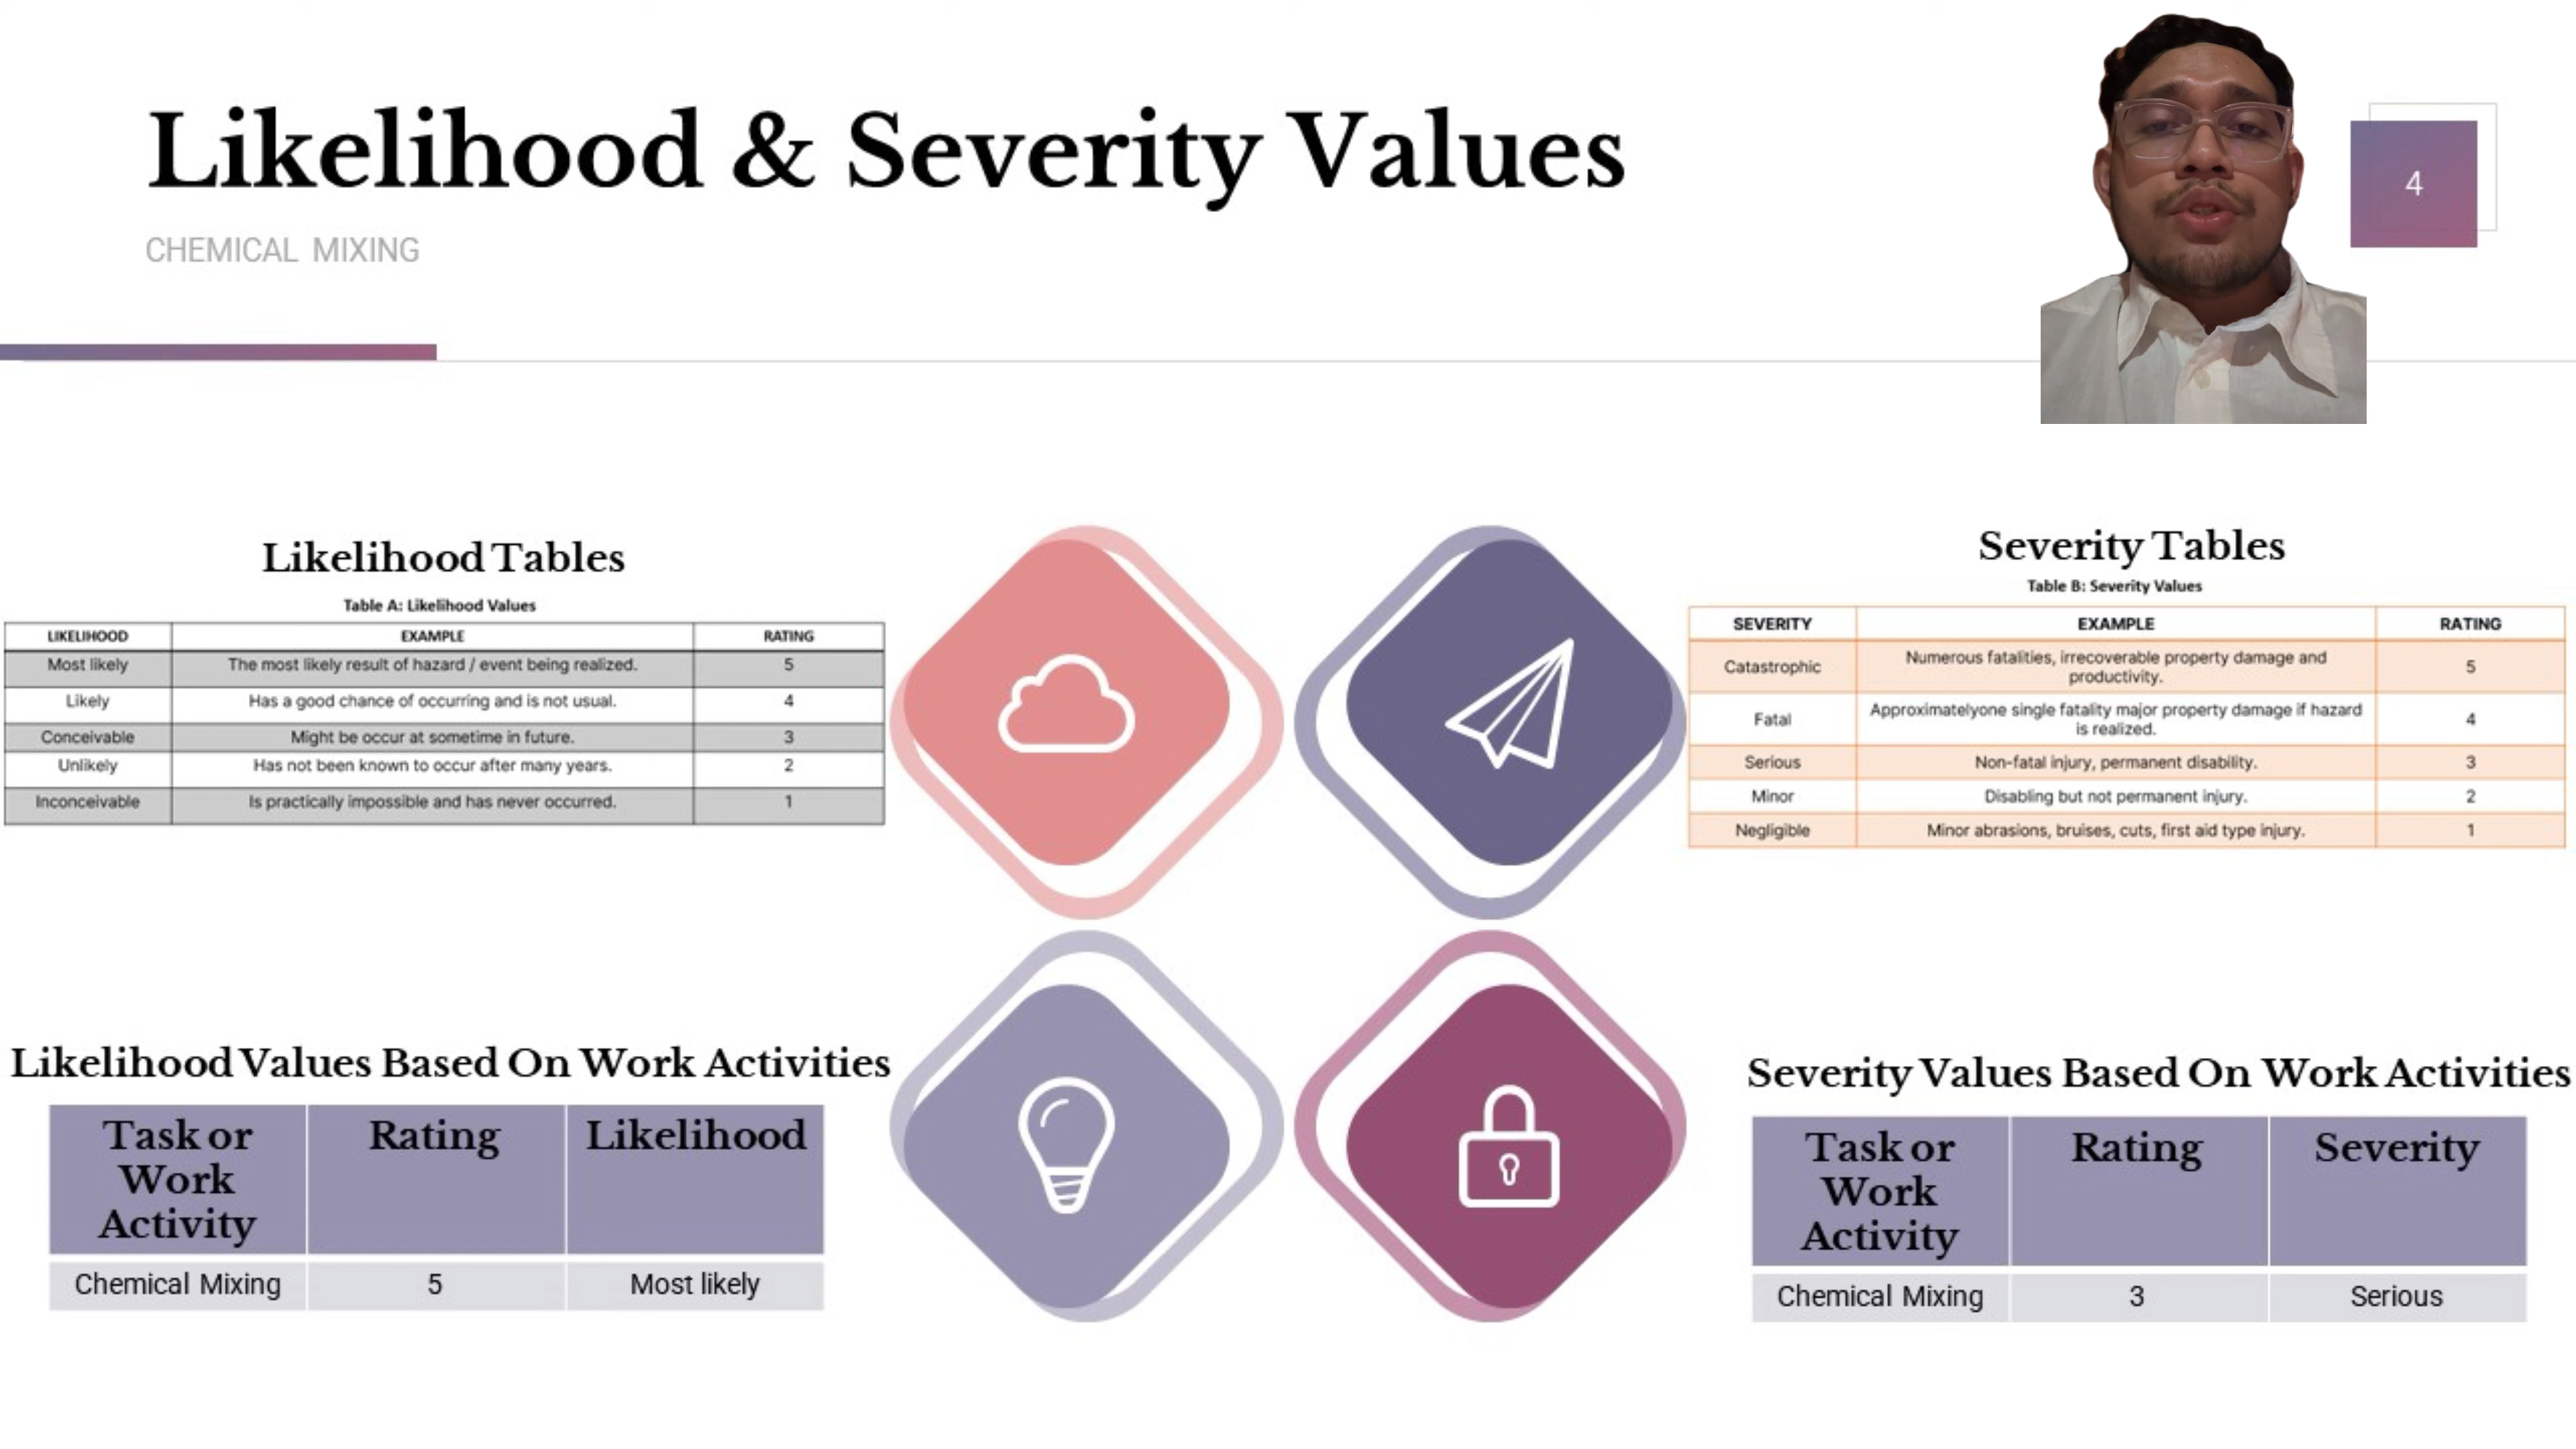 Likelihood & Severity Values
CHEMICAL MIXING
4
Likelihood Tables
Table A: Likelihood Values
LIKELIHOOD EXAMPLE RATING
Most likely The most likely result of hazard / event being realized. 5
Likely Has a good chance of occurring and is not usual. 4
Conceivable Might be occur at sometime in future. 3
Unlikely Has not been known to occur after many years. 2
Inconceivable Is practically impossible and has never occurred. 1
Severity Tables
Table B: Severity Values
SEVERITY EXAMPLE RATING
Catastrophic Numerous fatalities, irrecoverable property damage and
productivity. 5
Fatal Approximatelyone single fatality major property damage if hazard
is realized. 4
Serious Non-fatal injury, permanent disability. 3
Minor Disabling but not permanent injury. 2
Negligible Minor abrasions, bruises, cuts, first aid type injury. 1
Likelihood Values Based On Work Activities
Task or Rating Likelihood
Work
Activity
Chemical Mixing 5 Most likely
Severity Values Based On Work Activities
Task or Rating Severity
Work
Activity
Chemical Mixing 3 Serious